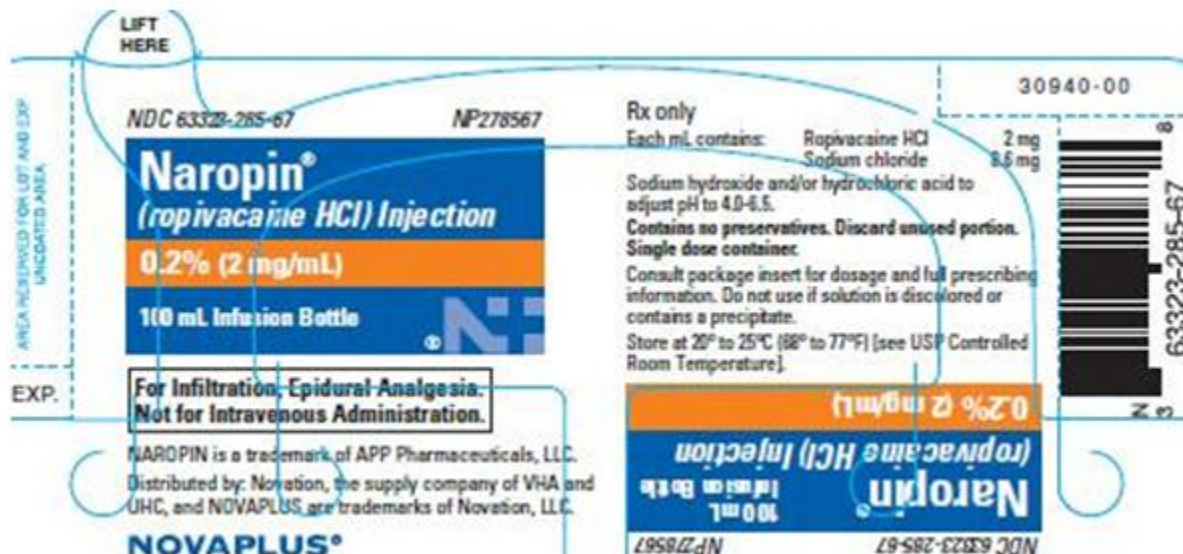 LIFT
HERE
AREA RESERVED FOR LOT AND EXP
UNCOATED AREA
EXP.
NDC 63323-285-67 NP278567
Naropin®
(ropivacaine HCl) Injection
0.2% (2 mg/mL)
100 mL Infusion Bottle
®
For Infiltration, Epidural Analgesia.
Not for Intravenous Administration.
NAROPIN is a trademark of APP Pharmaceuticals, LLC.
Distributed by: Novation, the supply company of VHA and
UHC, and NOVAPLUS are trademarks of Novation, LLC.
NOVAPLUS®
Rx only
Each mL contains: Ropivacaine HCl 2 mg
Sodium chloride 8.6 mg
Sodium hydroxide and/or hydrochloric acid to
adjust pH to 4.0-6.5.
Contains no preservatives. Discard unused portion.
Single dose container.
Consult package insert for dosage and full prescribing
information. Do not use if solution is discolored or
contains a precipitate.
Store at 20° to 25°C (68° to 77°F) [see USP Controlled
Room Temperature].
NDC 63323-285-67 NP278567
Naropin®
100 mL
Infusion Bottle
(ropivacaine HCl) Injection
0.2% (2 mg/mL)
30940-00
N
3
63323-285-67
8